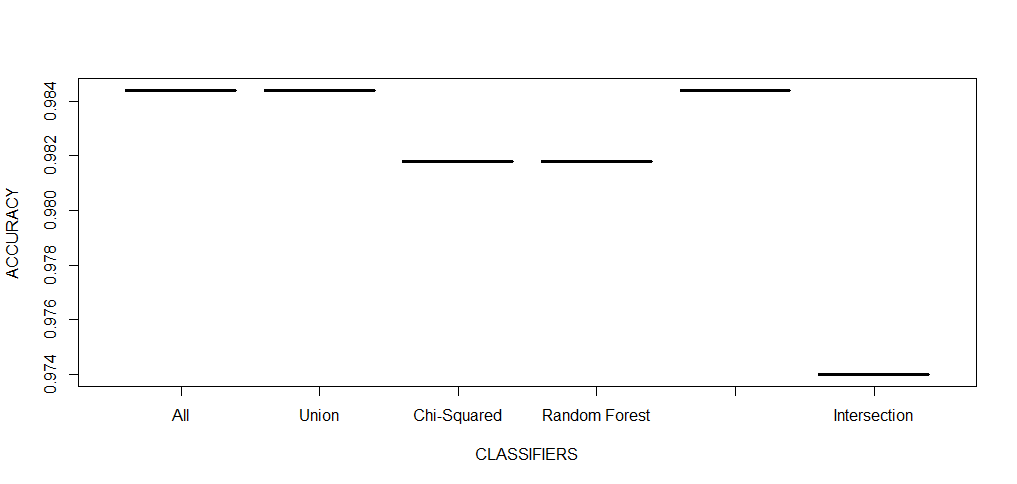 ACCURACY
0.984
0.982
0.980
0.978
0.976
0.974
All Union Chi-Squared Random Forest Intersection
CLASSIFIERS